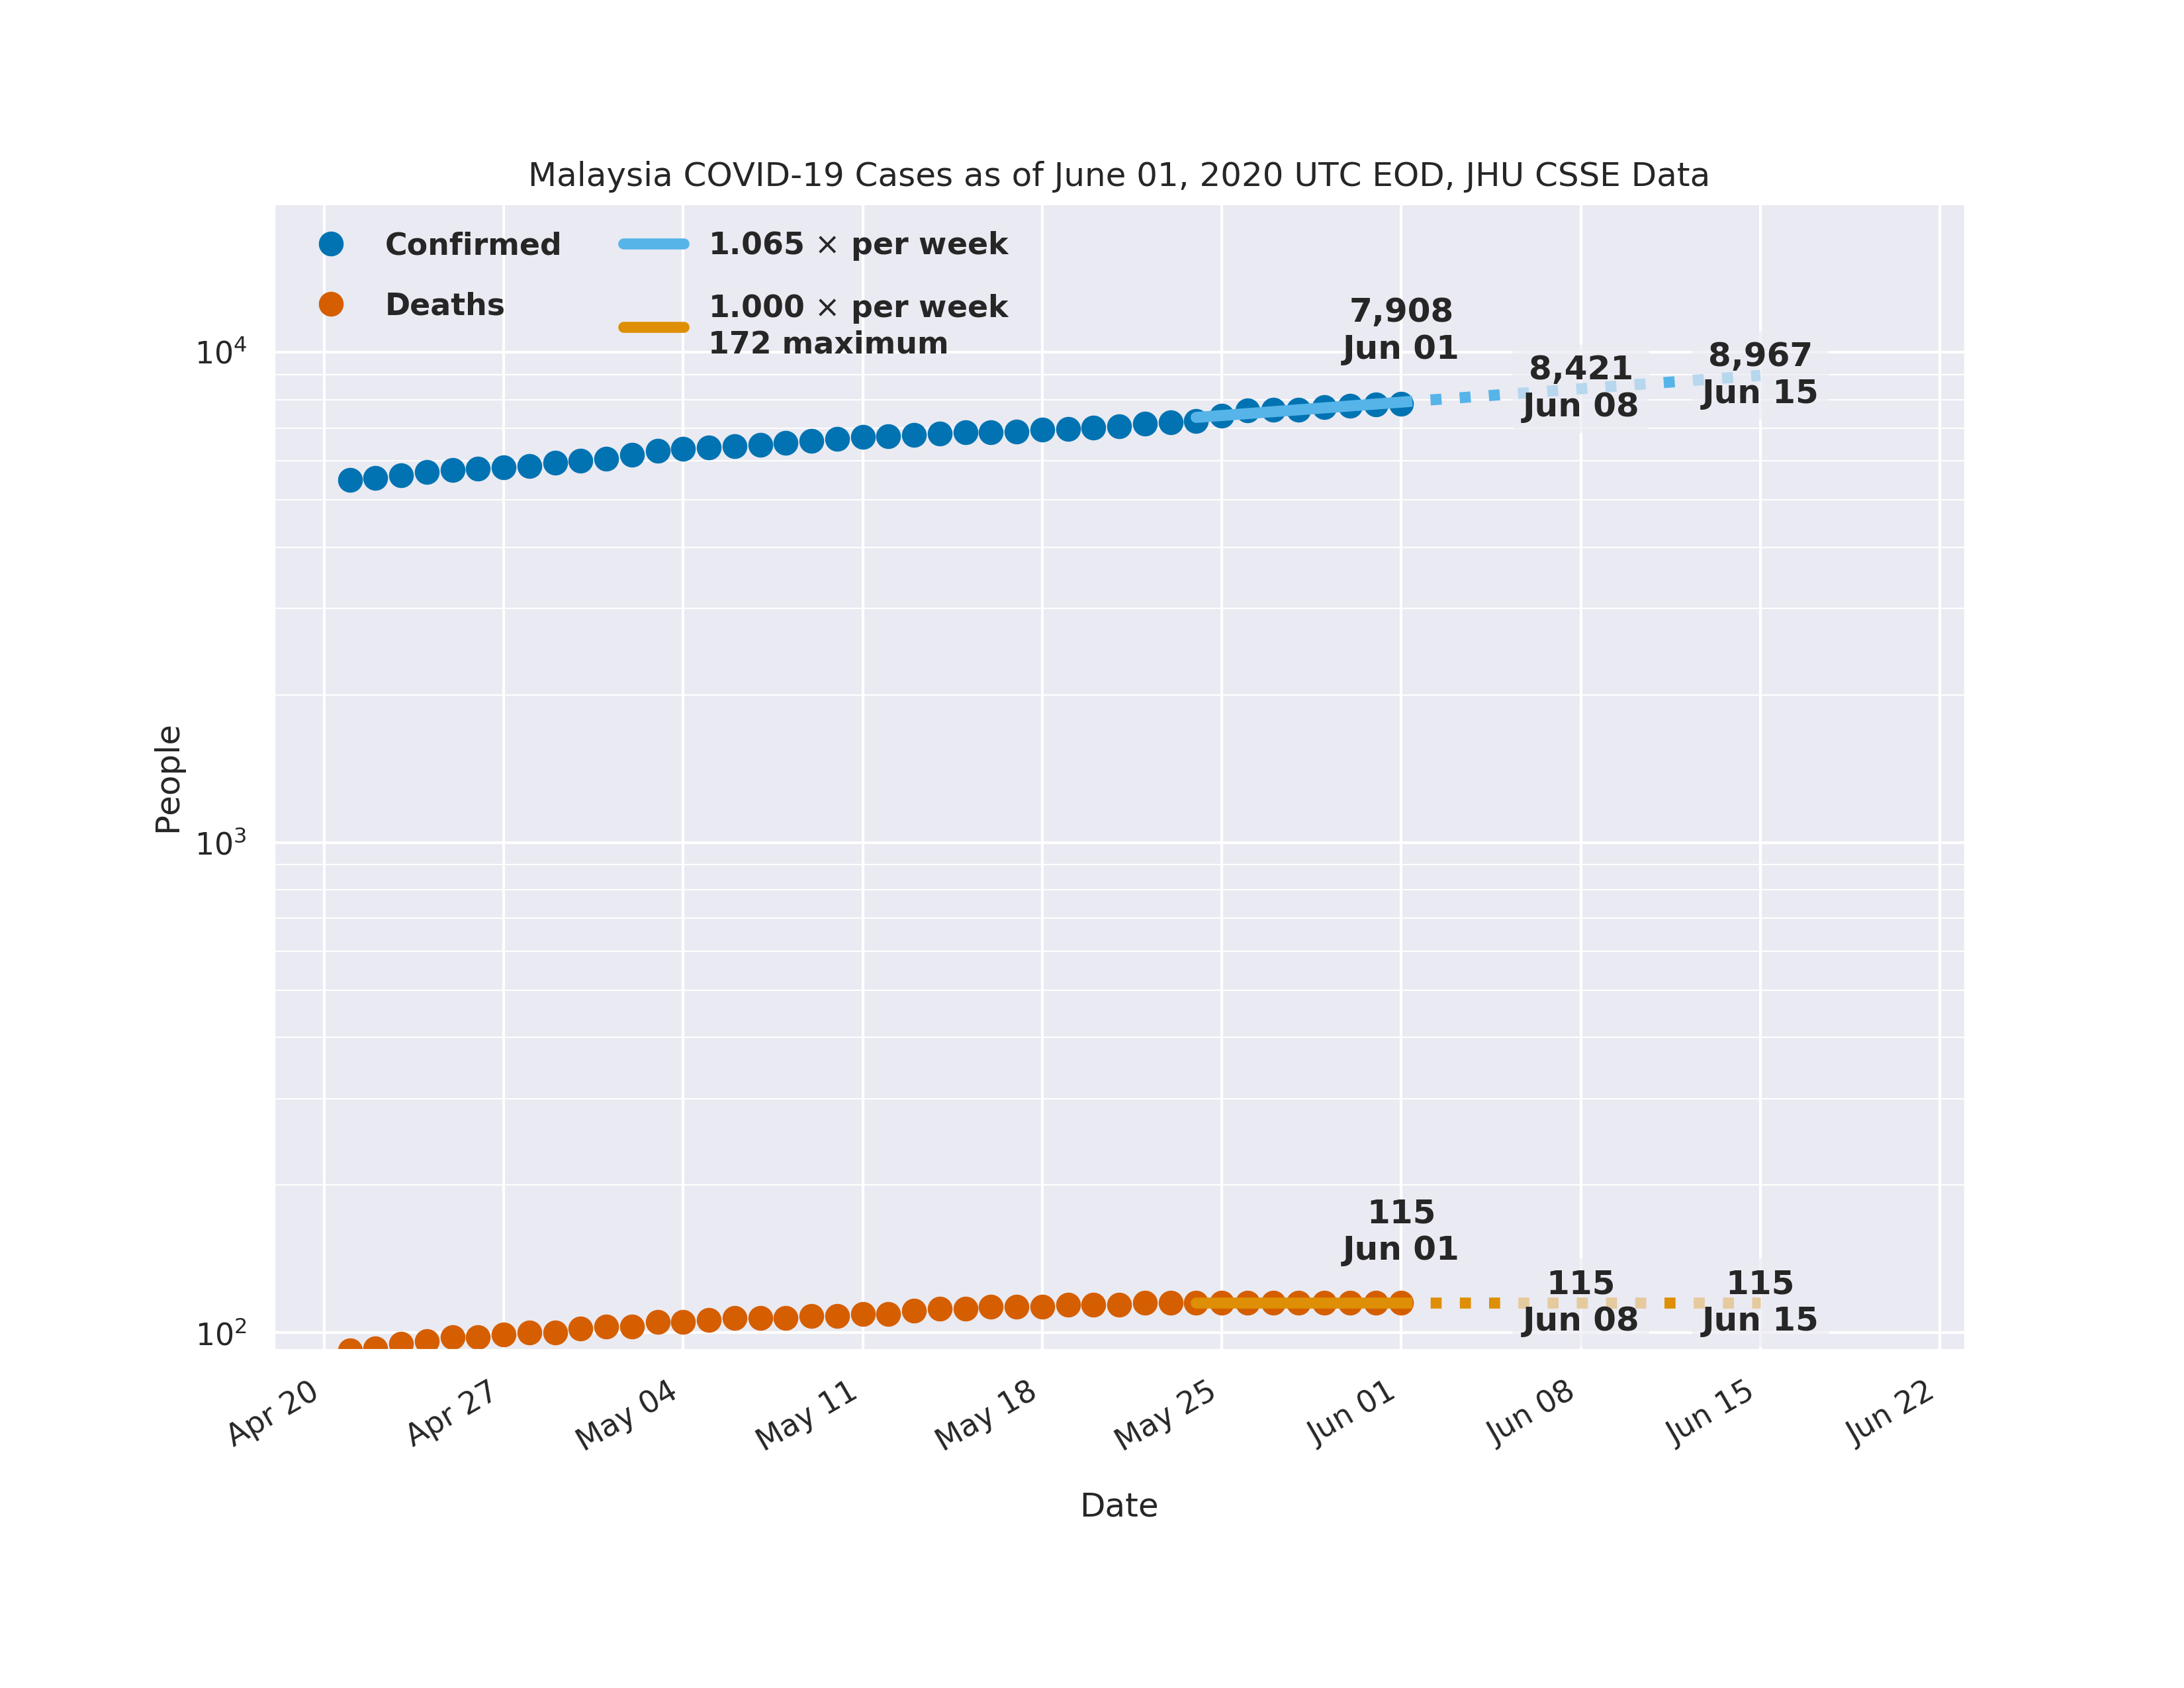 Malaysia COVID-19 Cases as of June 01, 2020 UTC EOD, JHU CSSE Data
Confirmed
Deaths
1.065 × per week
1.000 × per week
172 maximum
7,908
Jun 01
8,421
Jun 08
8,967
Jun 15
115
Jun 01
115
Jun 08
115
Jun 15
People
10⁴
10³
10²
Apr 20
Apr 27
May 04
May 11
May 18
May 25
Jun 01
Jun 08
Jun 15
Jun 22
Date